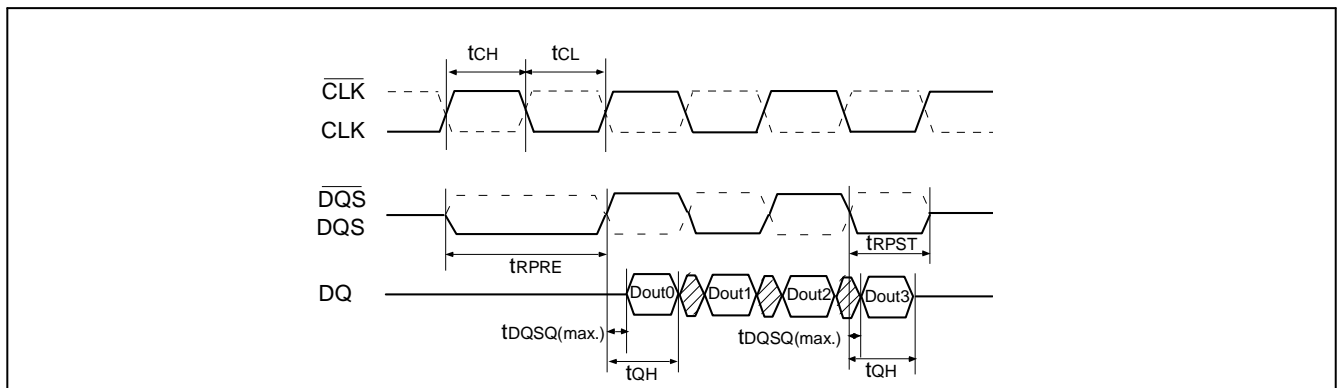 tCH tCL
CLK
CLK
DQS
DQS
tRPRE tRPST
DQ Dout0 Dout1 Dout2 Dout3
tDQSQ(max.) tDQSQ(max.)
tQH tQH